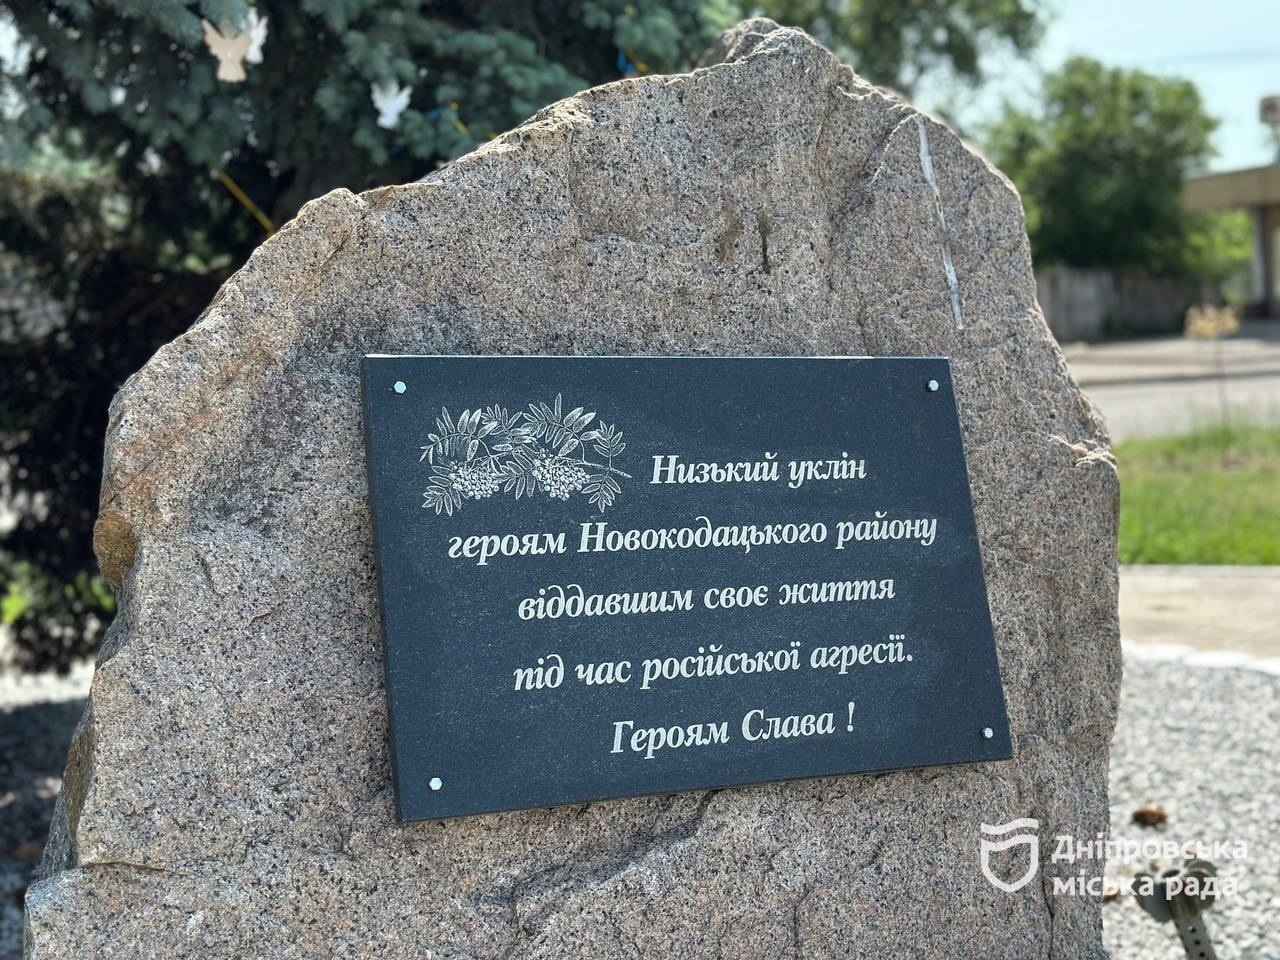 Низький уклін
героям Новокодацького району
віддавшим своє життя
під час російської агресії.
Героям Слава !
Дніпровська
міська рада